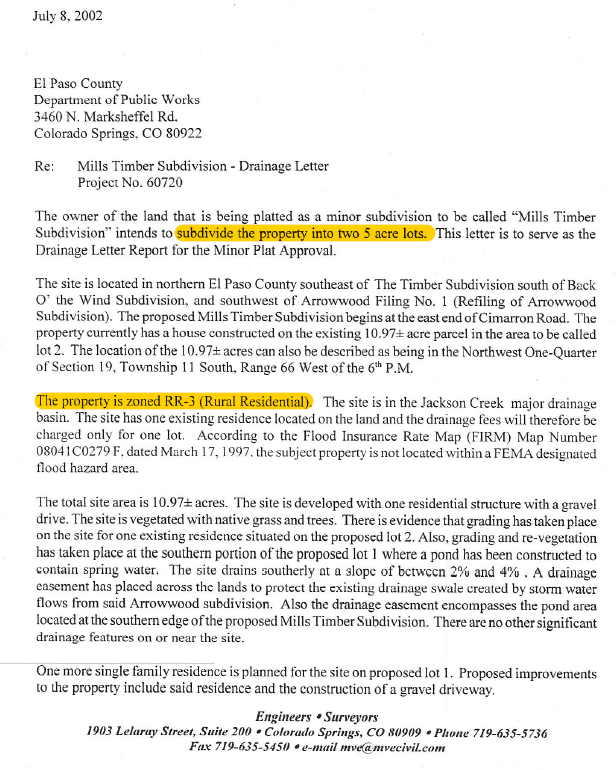 July 8, 2002
El Paso County
Department of Public Works
3460 N. Marksheffel Rd.
Colorado Springs, CO 80922
Re: Mills Timber Subdivision - Drainage Letter
Project No. 60720
The owner of the land that is being platted as a minor subdivision to be called “Mills Timber
Subdivision” intends to subdivide the property into two 5 acre lots. This letter is to serve as the
Drainage Letter Report for the Minor Plat Approval.
The site is located in northern El Paso County southeast of The Timber Subdivision south of Back
O’ the Wind Subdivision, and southwest of Arrowwood Filing No. 1 (Refiling of Arrowwood
Subdivision). The proposed Mills Timber Subdivision begins at the east end of Cimarron Road. The
property currently has a house constructed on the existing 10.97± acre parcel in the area to be called
lot 2. The location of the 10.97± acres can also be described as being in the Northwest One-Quarter
of Section 19, Township 11 South, Range 66 West of the 6th P.M.
The property is zoned RR-3 (Rural Residential). The site is in the Jackson Creek major drainage
basin. The site has one existing residence located on the land and the drainage fees will therefore be
charged only for one lot. According to the Flood Insurance Rate Map (FIRM) Map Number
08041C0279 F, dated March 17, 1997, the subject property is not located within a FEMA designated
flood hazard area.
The total site area is 10.97± acres. The site is developed with one residential structure with a gravel
drive. The site is vegetated with native grass and trees. There is evidence that grading has taken place
on the site for one existing residence situated on the proposed lot 2. Also, grading and re-vegetation
has taken place at the southern portion of the proposed lot 1 where a pond has been constructed to
contain spring water. The site drains southerly at a slope of between 2% and 4% . A drainage
easement has placed across the lands to protect the existing drainage swale created by storm water
flows from said Arrowwood subdivision. Also the drainage easement encompasses the pond area
located at the southern edge of the proposed Mills Timber Subdivision. There are no other significant
drainage features on or near the site.
One more single family residence is planned for the site on proposed lot 1. Proposed improvements
to the property include said residence and the construction of a gravel driveway.
Engineers • Surveyors
1903 Lelaray Street, Suite 200 • Colorado Springs, CO 80909 • Phone 719-635-5736
Fax 719-635-5450 • e-mail mve@mvecivil.com